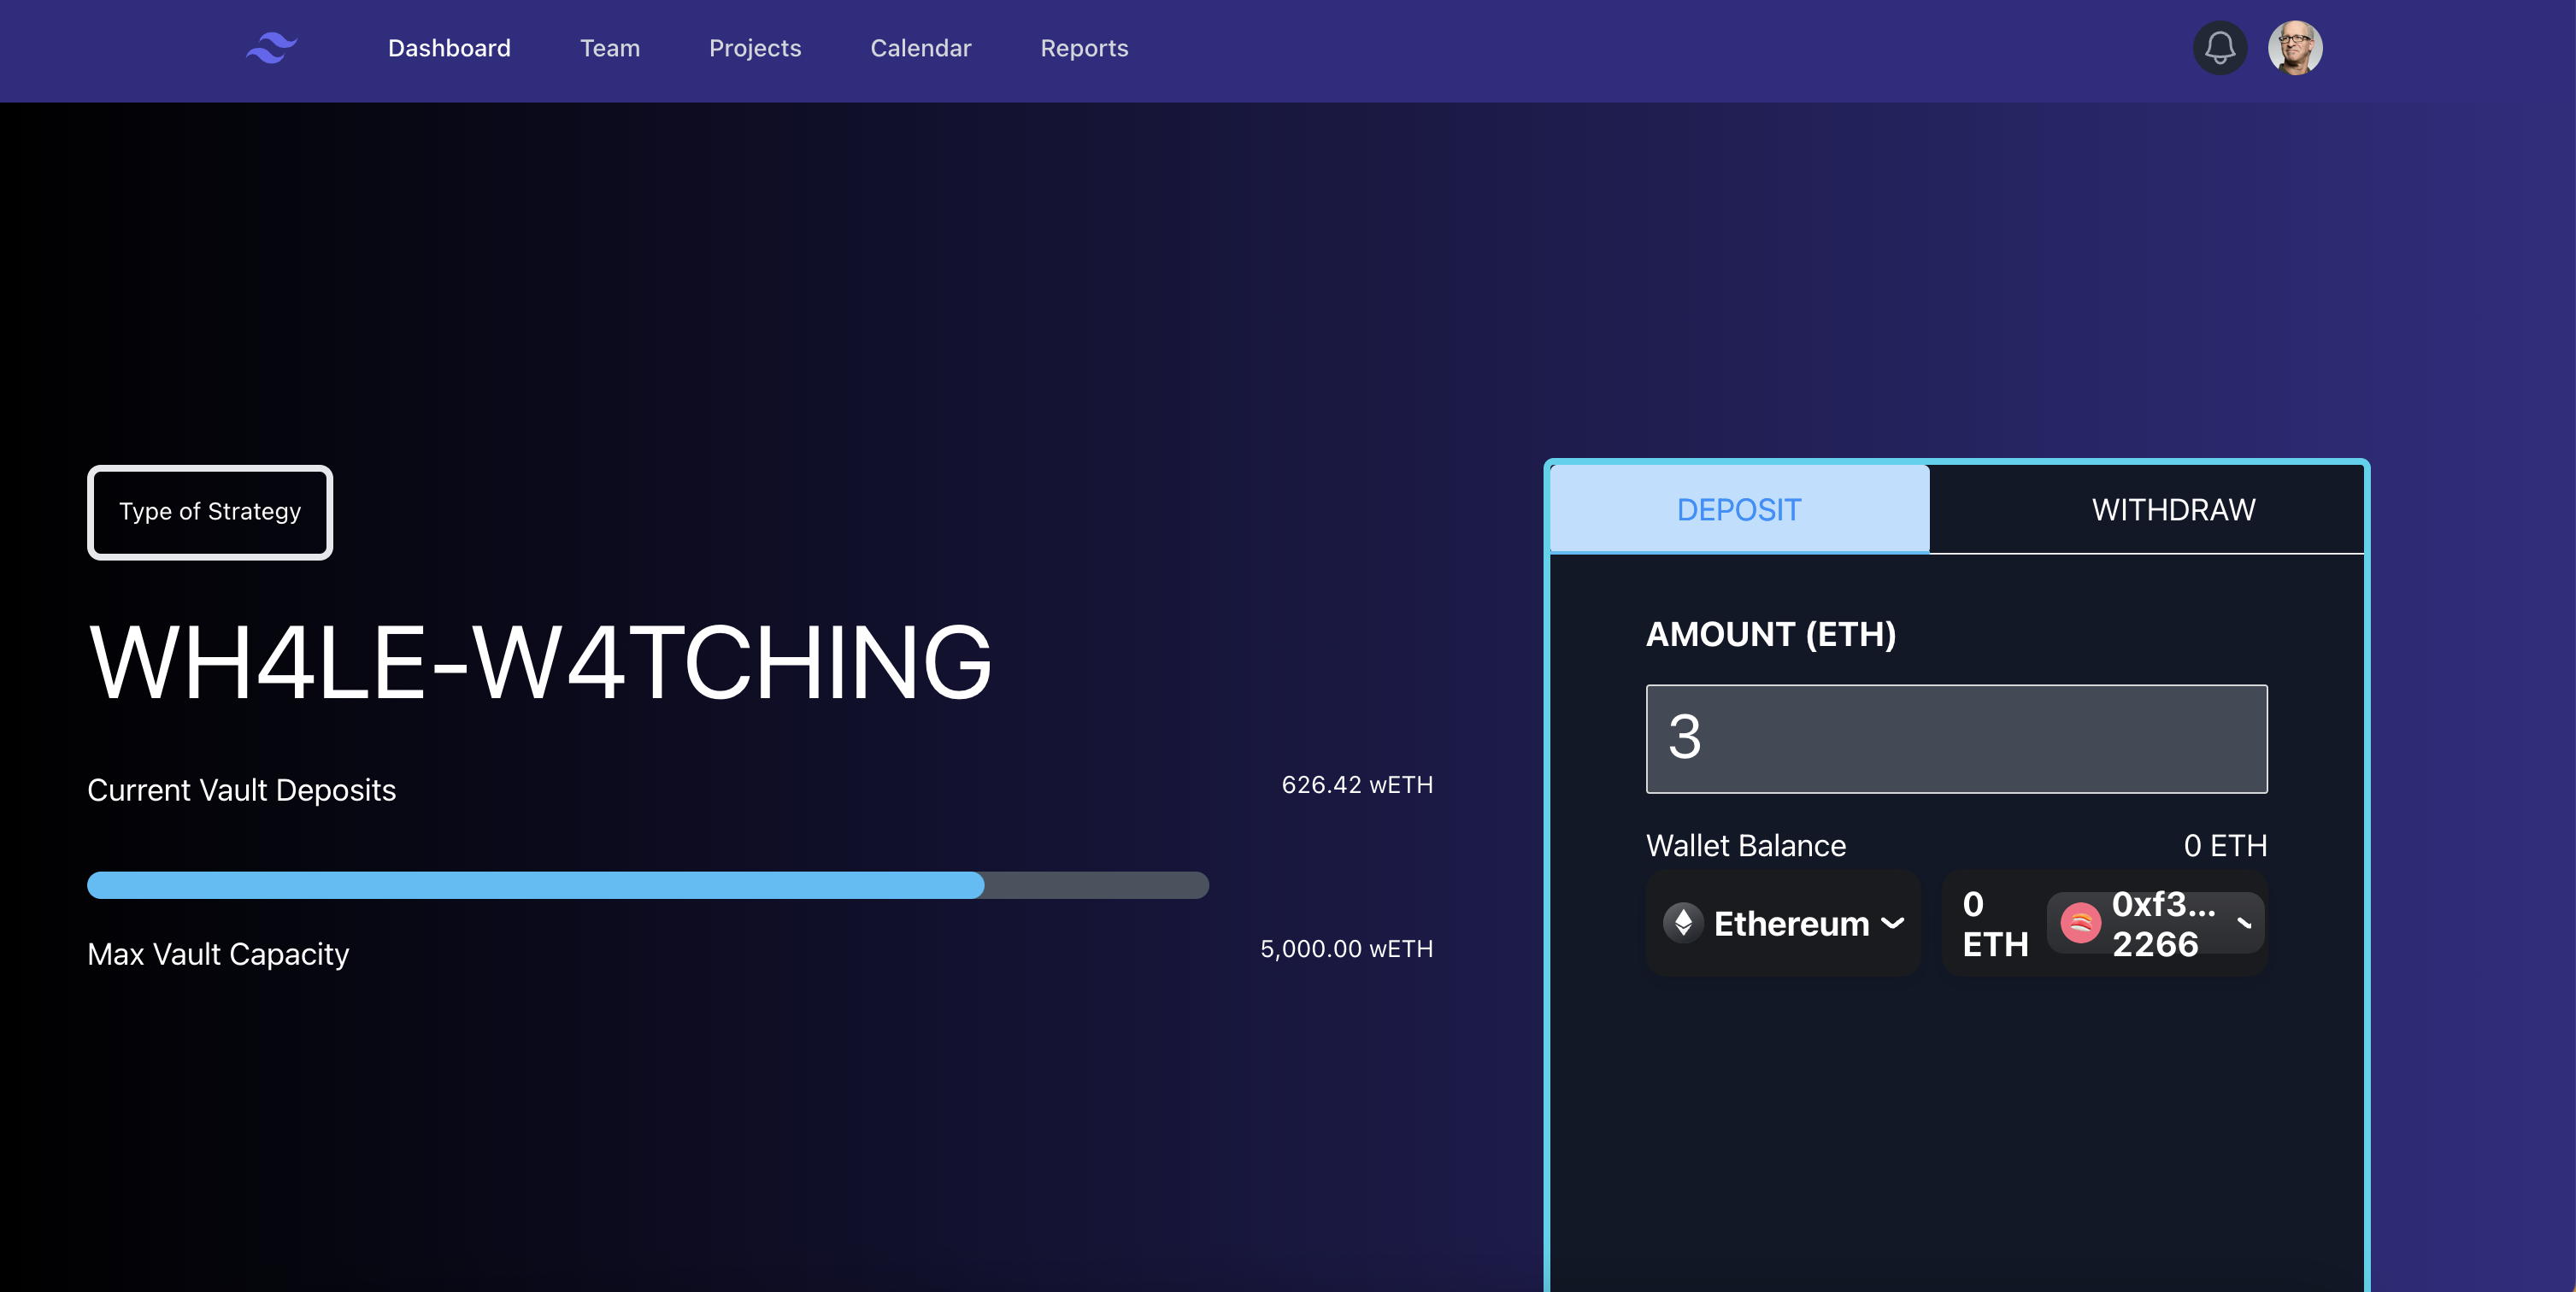 Dashboard Team Projects Calendar Reports
Type of Strategy
WH4LE-W4TCHING
Current Vault Deposits 626.42 wETH
Max Vault Capacity 5,000.00 wETH
DEPOSIT WITHDRAW
AMOUNT (ETH)
3
Wallet Balance 0 ETH
Ethereum
0
ETH
0xf3...
2266